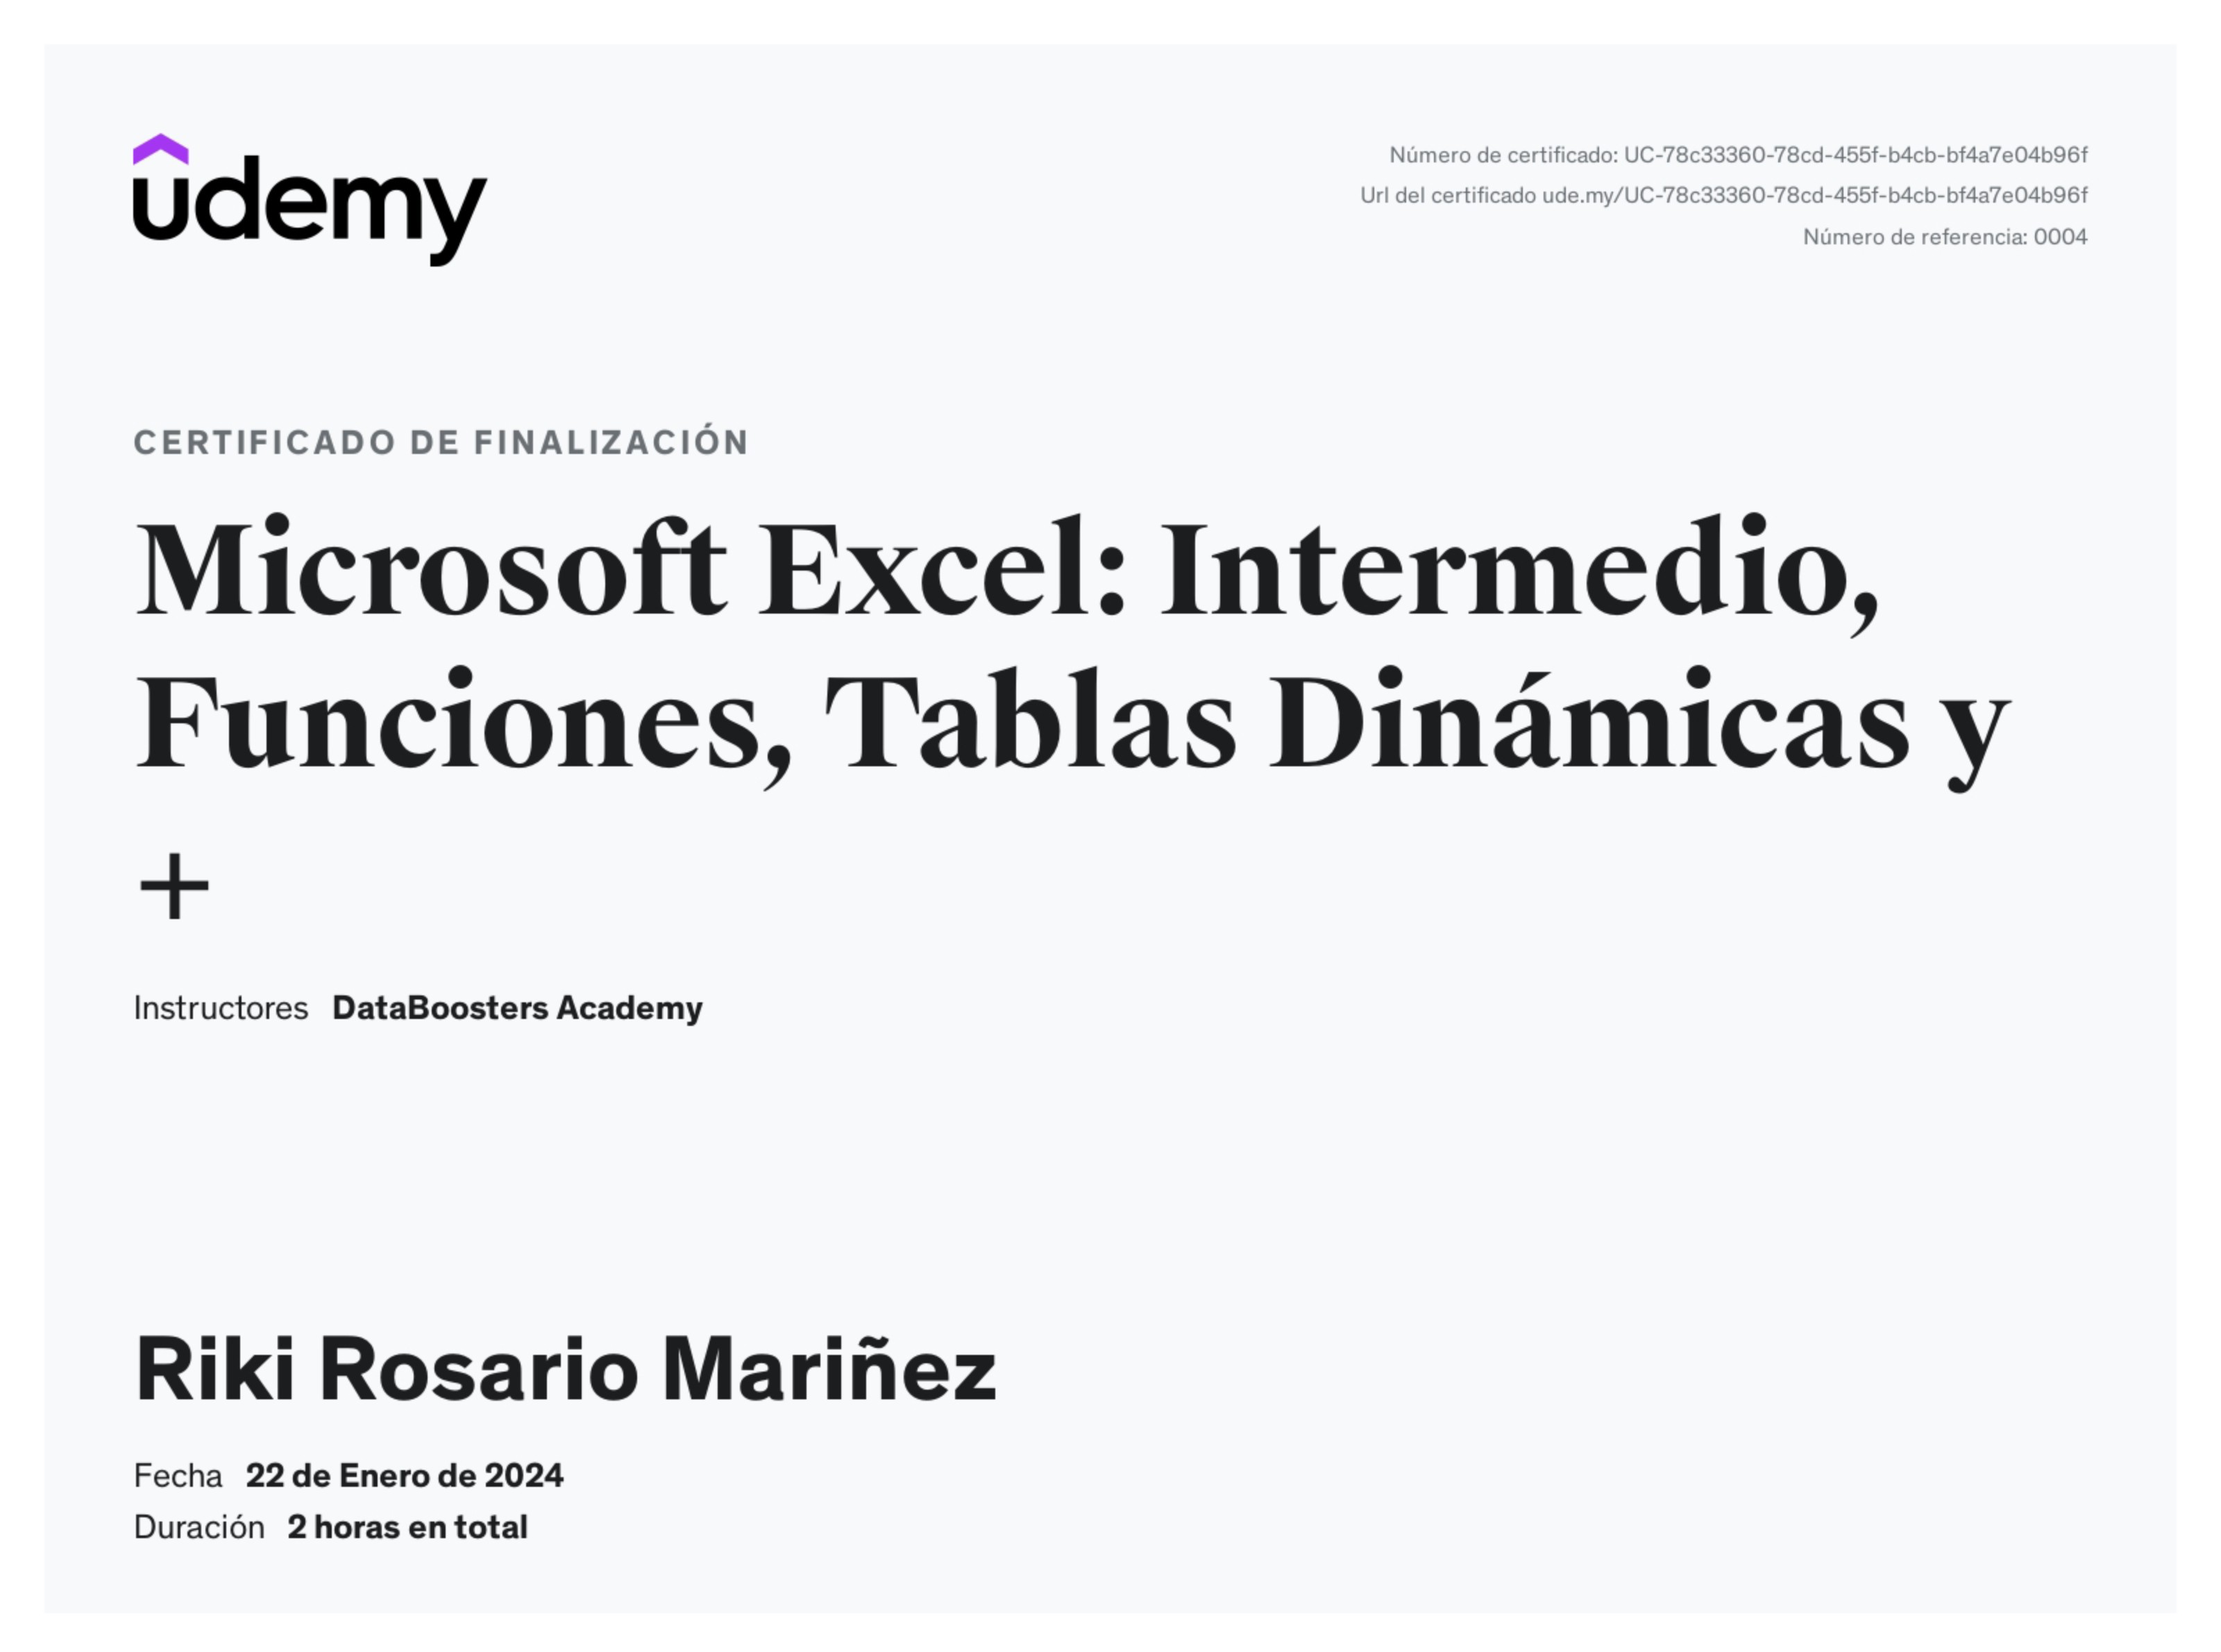 udemy
Número de certificado: UC-78c33360-78cd-455f-b4cb-bf4a7e04b96f
Url del certificado ude.my/UC-78c33360-78cd-455f-b4cb-bf4a7e04b96f
Número de referencia: 0004
CERTIFICADO DE FINALIZACIÓN
Microsoft Excel: Intermedio,
Funciones, Tablas Dinámicas y
+
Instructores DataBoosters Academy
Riki Rosario Mariñez
Fecha 22 de Enero de 2024
Duración 2 horas en total